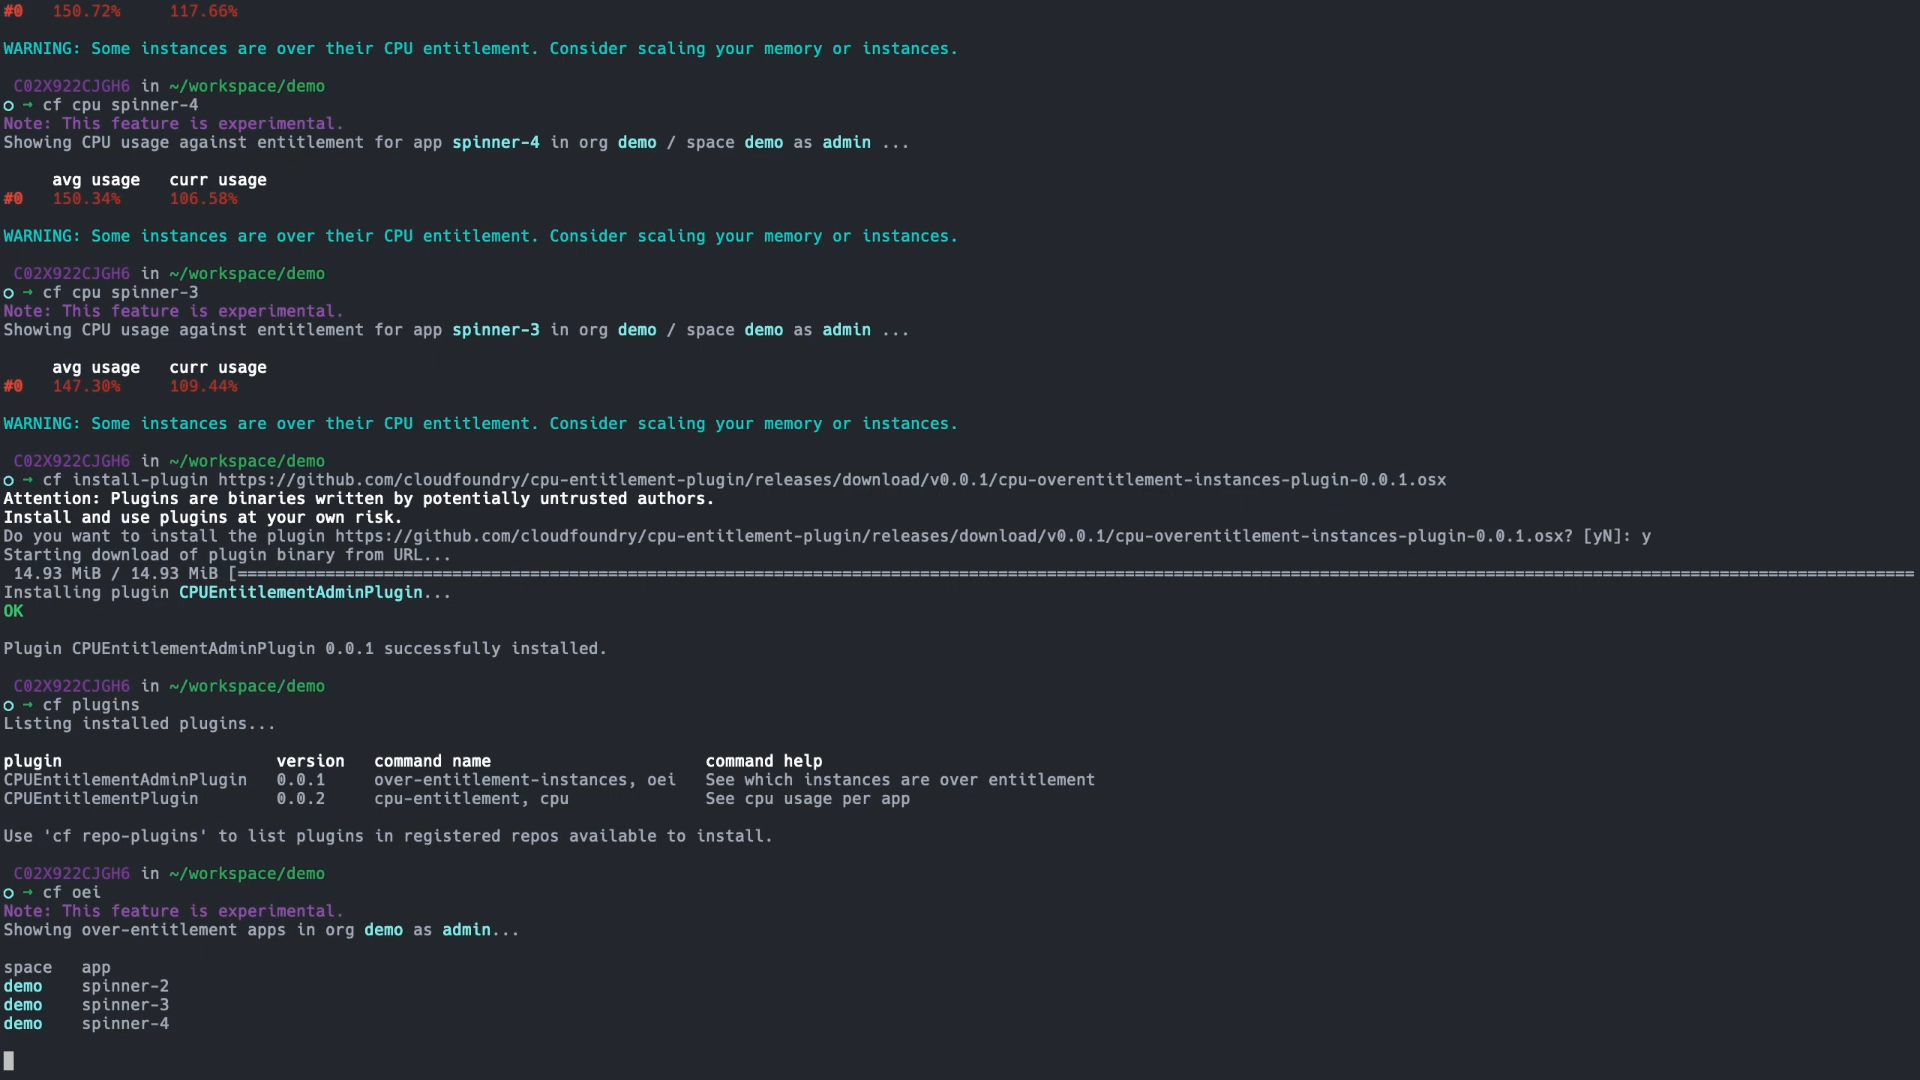 #0   150.72%     117.66%
WARNING: Some instances are over their CPU entitlement. Consider scaling your memory or instances.
C02X922CJGH6 in ~/workspace/demo
○ → cf cpu spinner-4
Note: This feature is experimental.
Showing CPU usage against entitlement for app spinner-4 in org demo / space demo as admin ...
avg usage   curr usage
#0   150.34%     106.58%
WARNING: Some instances are over their CPU entitlement. Consider scaling your memory or instances.
C02X922CJGH6 in ~/workspace/demo
○ → cf cpu spinner-3
Note: This feature is experimental.
Showing CPU usage against entitlement for app spinner-3 in org demo / space demo as admin ...
avg usage   curr usage
#0   147.30%     109.44%
WARNING: Some instances are over their CPU entitlement. Consider scaling your memory or instances.
C02X922CJGH6 in ~/workspace/demo
○ → cf install-plugin https://github.com/cloudfoundry/cpu-entitlement-plugin/releases/download/v0.0.1/cpu-overentitlement-instances-plugin-0.0.1.osx
Attention: Plugins are binaries written by potentially untrusted authors.
Install and use plugins at your own risk.
Do you want to install the plugin https://github.com/cloudfoundry/cpu-entitlement-plugin/releases/download/v0.0.1/cpu-overentitlement-instances-plugin-0.0.1.osx? [yN]: y
Starting download of plugin binary from URL...
14.93 MiB / 14.93 MiB [============================================================================================================================================================================
Installing plugin CPUEntitlementAdminPlugin...
OK
Plugin CPUEntitlementAdminPlugin 0.0.1 successfully installed.
C02X922CJGH6 in ~/workspace/demo
○ → cf plugins
Listing installed plugins...
plugin                      version   command name                      command help
CPUEntitlementAdminPlugin   0.0.1     over-entitlement-instances, oei   See which instances are over entitlement
CPUEntitlementPlugin        0.0.2     cpu-entitlement, cpu              See cpu usage per app
Use 'cf repo-plugins' to list plugins in registered repos available to install.
C02X922CJGH6 in ~/workspace/demo
○ → cf oei
Note: This feature is experimental.
Showing over-entitlement apps in org demo as admin...
space   app
demo    spinner-2
demo    spinner-3
demo    spinner-4